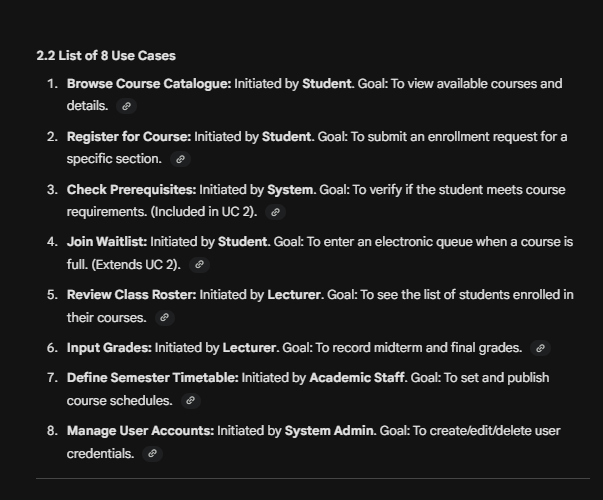 2.2 List of 8 Use Cases
1. Browse Course Catalogue: Initiated by Student. Goal: To view available courses and
details.
2. Register for Course: Initiated by Student. Goal: To submit an enrollment request for a
specific section.
3. Check Prerequisites: Initiated by System. Goal: To verify if the student meets course
requirements. (Included in UC 2).
4. Join Waitlist: Initiated by Student. Goal: To enter an electronic queue when a course is
full. (Extends UC 2).
5. Review Class Roster: Initiated by Lecturer. Goal: To see the list of students enrolled in
their courses.
6. Input Grades: Initiated by Lecturer. Goal: To record midterm and final grades.
7. Define Semester Timetable: Initiated by Academic Staff. Goal: To set and publish
course schedules.
8. Manage User Accounts: Initiated by System Admin. Goal: To create/edit/delete user
credentials.